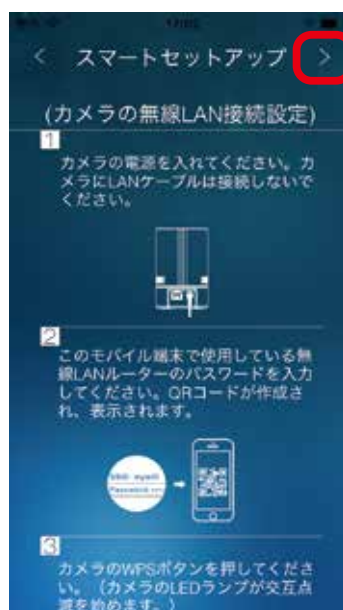 < スマートセットアップ >
(カメラの無線LAN接続設定)
1
カメラの電源を入れてください。カ
メラにLANケーブルは接続しないで
ください。
2
このモバイル端末で使用している無
線LANルーターのパスワードを入力
してください。QRコードが作成さ
れ、表示されます。
3
カメラのWPSボタンを押してくださ
い。（カメラのLEDランプが交互点
滅を始めます。）